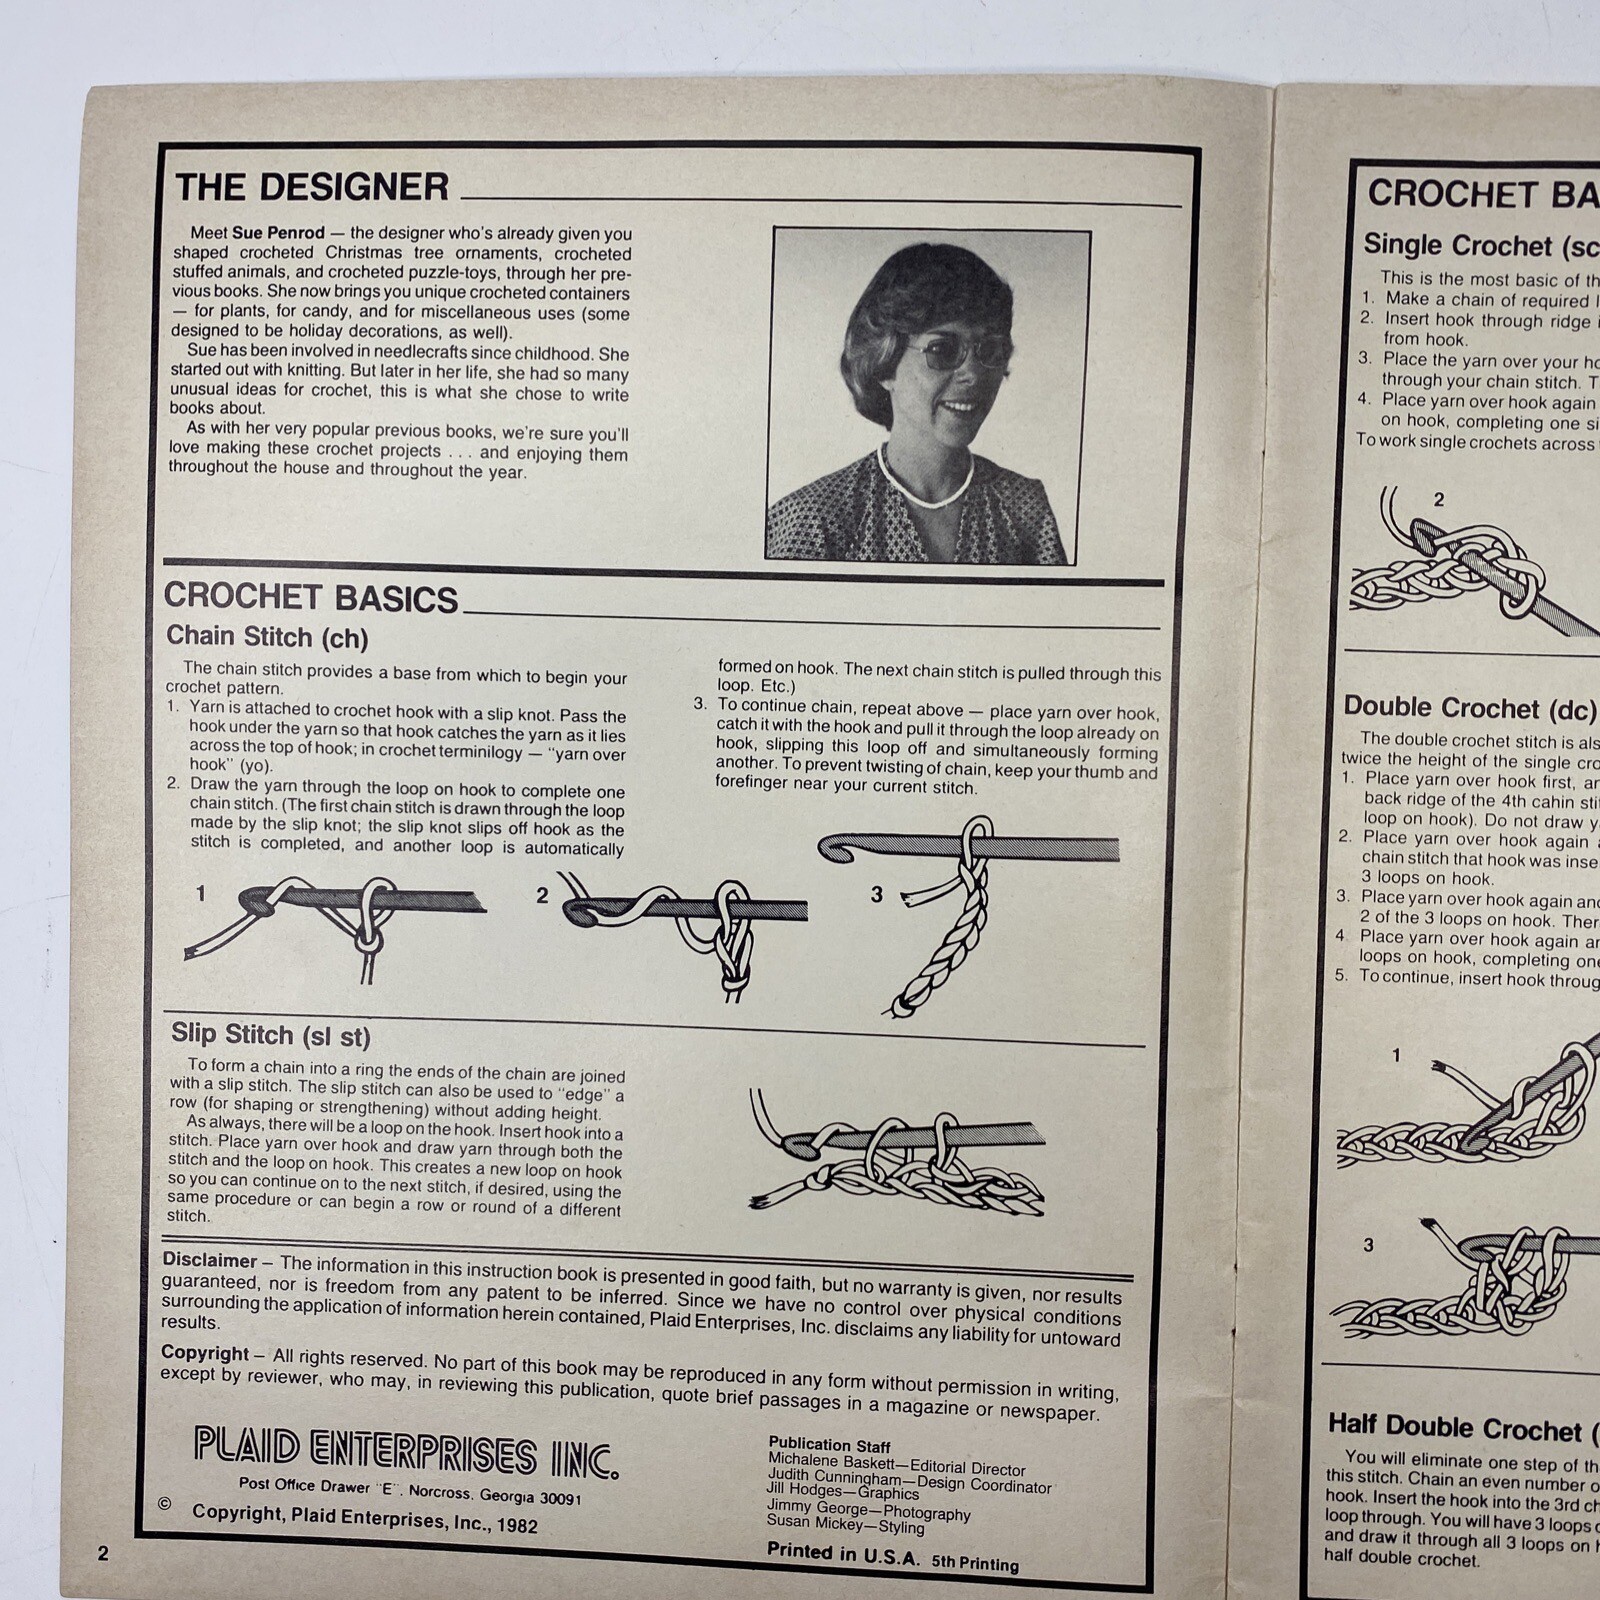 THE DESIGNER
Meet Sue Penrod — the designer who's already given you
shaped crocheted Christmas tree ornaments, crocheted
stuffed animals, and crocheted puzzle-toys, through her pre-
vious books. She now brings you unique crocheted containers
— for plants, for candy, and for miscellaneous uses (some
designed to be holiday decorations, as well).
Sue has been involved in needlecrafts since childhood. She
started out with knitting. But later in her life, she had so many
unusual ideas for crochet, this is what she chose to write
books about.
As with her very popular previous books, we're sure you'll
love making these crochet projects . . . and enjoying them
throughout the house and throughout the year.
CROCHET BASICS
Chain Stitch (ch)
The chain stitch provides a base from which to begin your
crochet pattern.
1. Yarn is attached to crochet hook with a slip knot. Pass the
hook under the yarn so that hook catches the yarn as it lies
across the top of hook; in crochet terminilogy — "yarn over
hook" (yo).
2. Draw the yarn through the loop on hook to complete one
chain stitch. (The first chain stitch is drawn through the loop
made by the slip knot; the slip knot slips off hook as the
stitch is completed, and another loop is automatically
formed on hook. The next chain stitch is pulled through this
loop. Etc.)
3. To continue chain, repeat above — place yarn over hook,
catch it with the hook and pull it through the loop already on
hook, slipping this loop off and simultaneously forming
another. To prevent twisting of chain, keep your thumb and
forefinger near your current stitch.
1
2
3
Slip Stitch (sl st)
To form a chain into a ring the ends of the chain are joined
with a slip stitch. The slip stitch can also be used to "edge" a
row (for shaping or strengthening) without adding height.
As always, there will be a loop on the hook. Insert hook into a
stitch. Place yarn over hook and draw yarn through both the
stitch and the loop on hook. This creates a new loop on hook
so you can continue on to the next stitch, if desired, using the
same procedure or can begin a row or round of a different
stitch.
Disclaimer – The information in this instruction book is presented in good faith, but no warranty is given, nor results
guaranteed, nor is freedom from any patent to be inferred. Since we have no control over physical conditions
surrounding the application of information herein contained, Plaid Enterprises, Inc. disclaims any liability for untoward
results.
Copyright – All rights reserved. No part of this book may be reproduced in any form without permission in writing,
except by reviewer, who may, in reviewing this publication, quote brief passages in a magazine or newspaper.
PLAID ENTERPRISES INC.
Post Office Drawer "E". Norcross, Georgia 30091
© Copyright, Plaid Enterprises, Inc., 1982
Publication Staff
Michalene Baskett—Editorial Director
Judith Cunningham—Design Coordinator
Jill Hodges—Graphics
Jimmy George—Photography
Susan Mickey—Styling
Printed in U.S.A. 5th Printing
2
CROCHET BA
Single Crochet (sc
This is the most basic of th
1. Make a chain of required l
2. Insert hook through ridge i
from hook.
3. Place the yarn over your ho
through your chain stitch. T
4. Place yarn over hook again
on hook, completing one si
To work single crochets across
2
Double Crochet (dc)
The double crochet stitch is als
twice the height of the single cro
1. Place yarn over hook first, an
back ridge of the 4th cahin sti
loop on hook). Do not draw y
2. Place yarn over hook again a
chain stitch that hook was inse
3 loops on hook.
3. Place yarn over hook again and
2 of the 3 loops on hook. Ther
4 Place yarn over hook again an
loops on hook, completing one
5. To continue, insert hook throug
1
3
Half Double Crochet (
You will eliminate one step of th
this stitch. Chain an even number o
hook. Insert the hook into the 3rd ch
loop through. You will have 3 loops o
and draw it through all 3 loops on h
half double crochet.